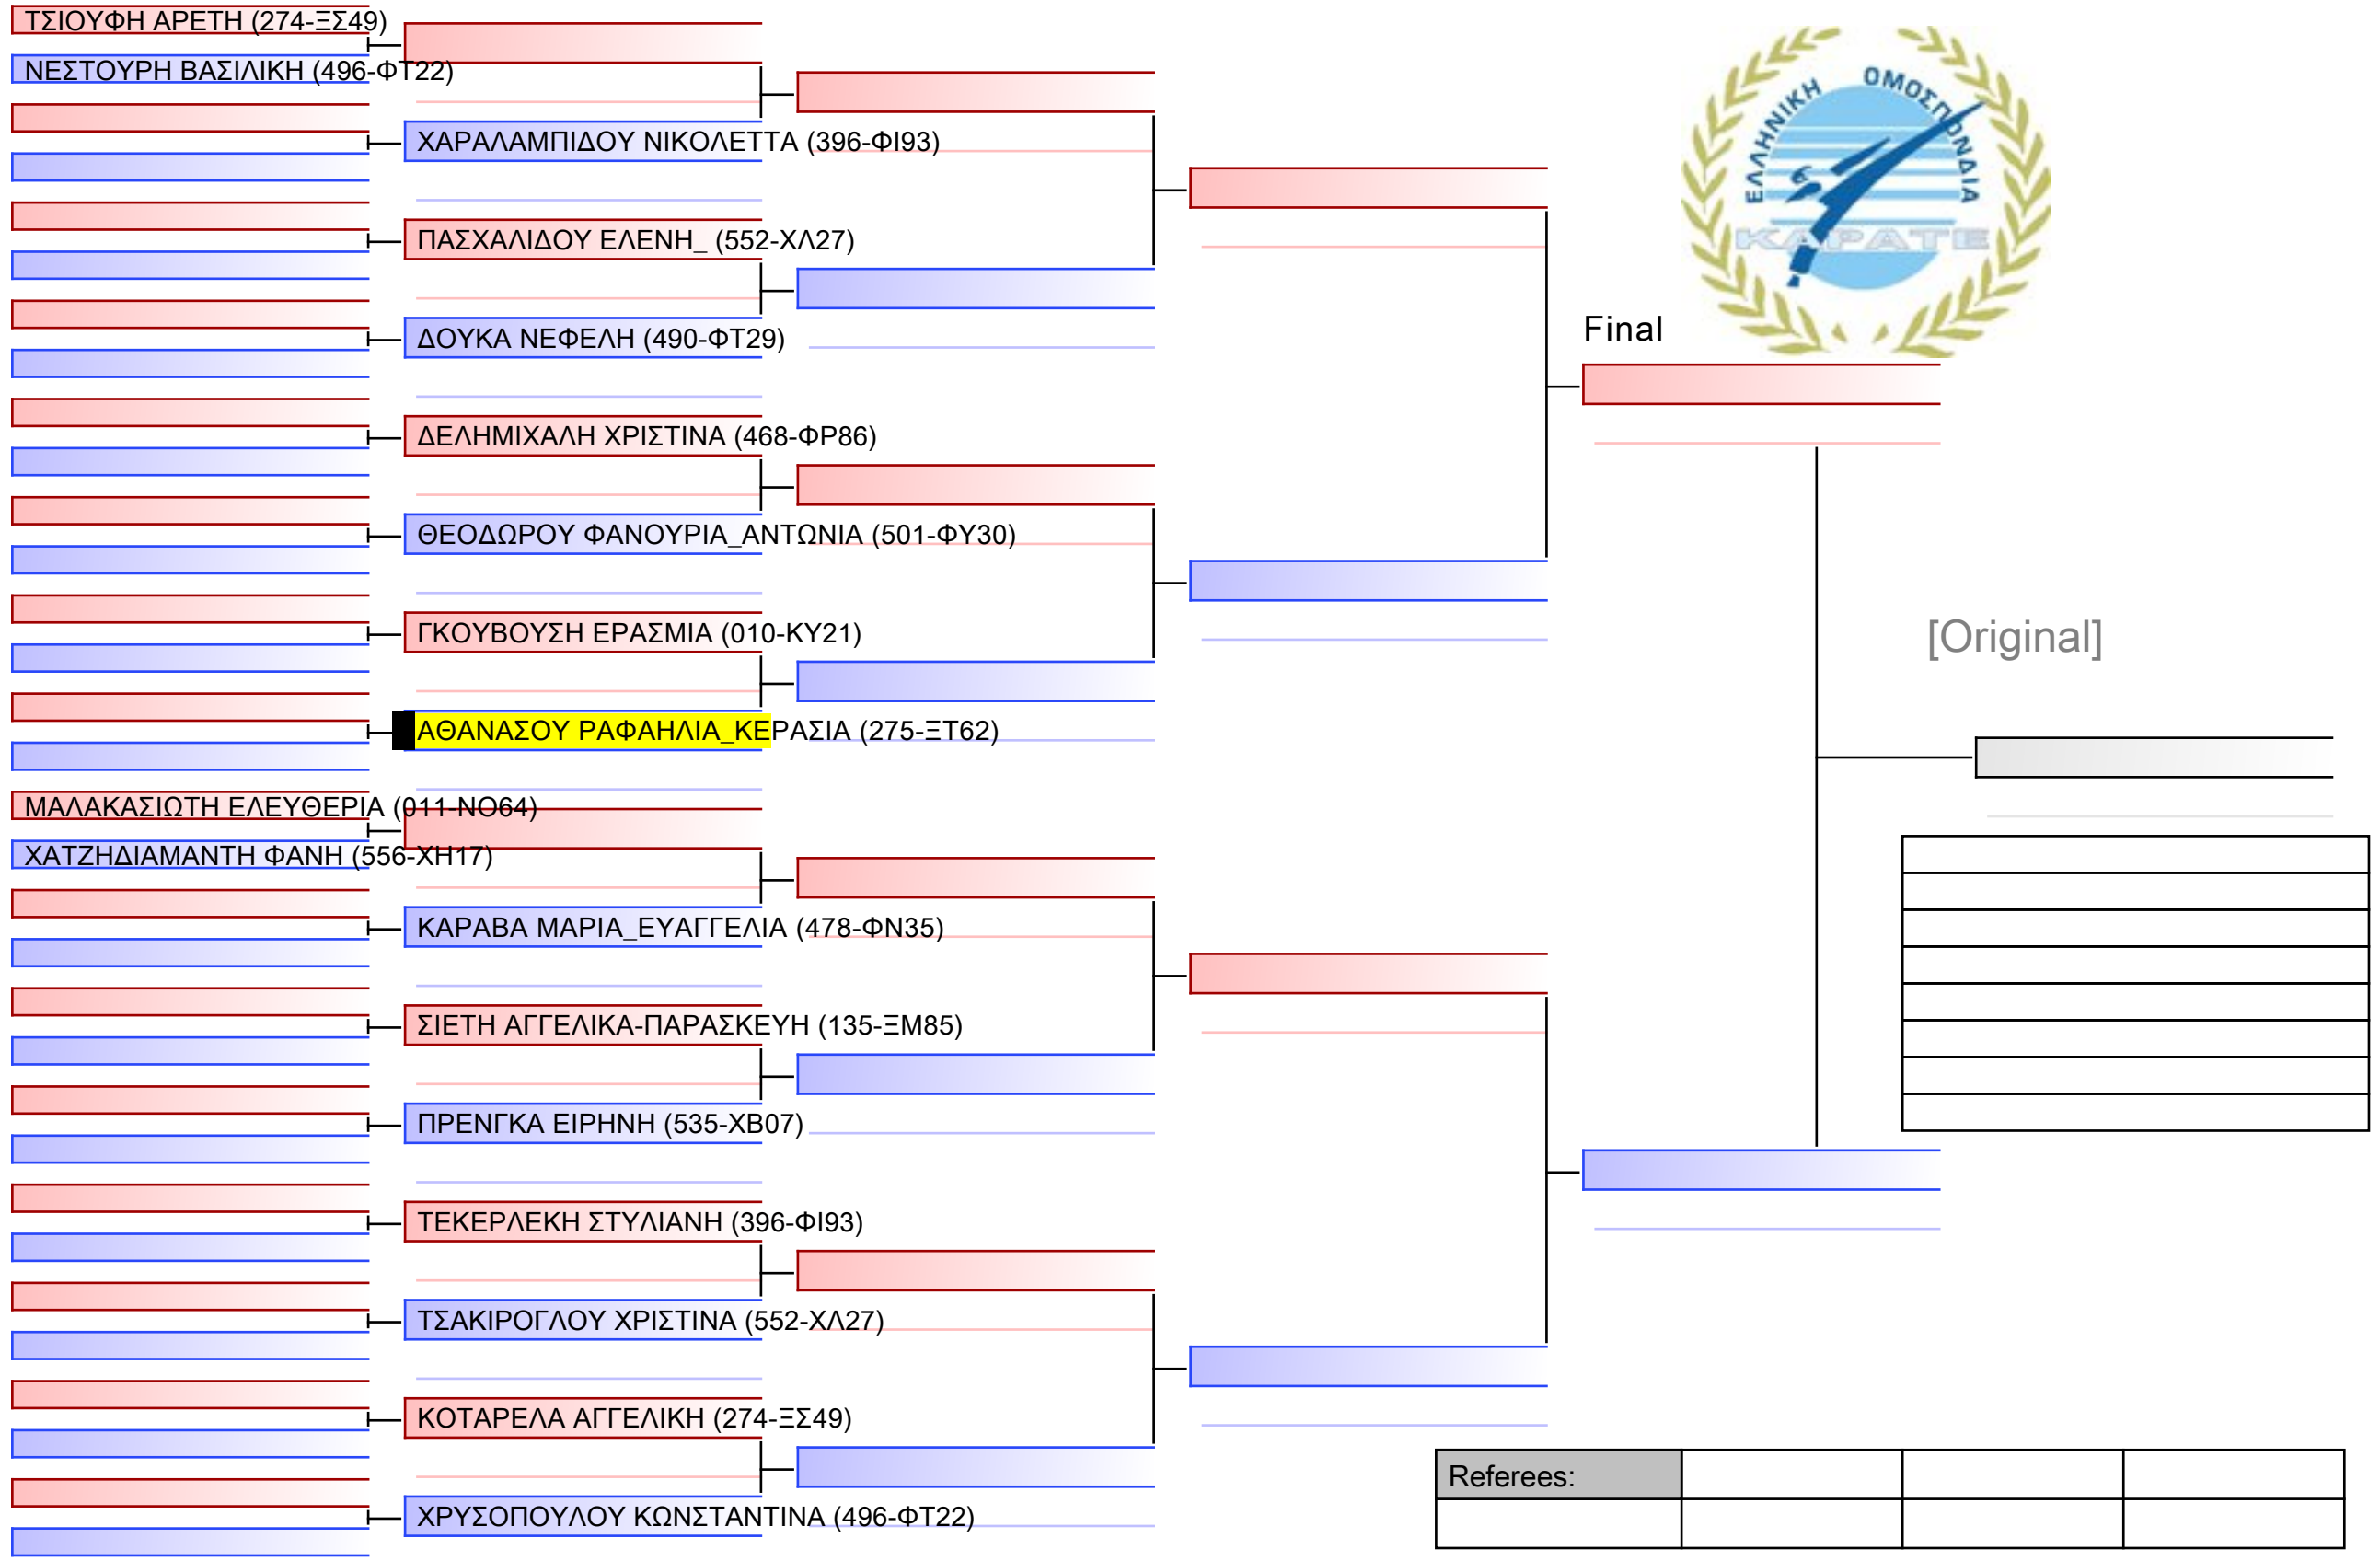 ΤΣΙΟΥΦΗ ΑΡΕΤΗ (274-ΞΣ49)
ΝΕΣΤΟΥΡΗ ΒΑΣΙΛΙΚΗ (496-ΦΤ22)
ΧΑΡΑΛΑΜΠΙΔΟΥ ΝΙΚΟΛΕΤΤΑ (396-ΦΙ93)
ΠΑΣΧΑΛΙΔΟΥ ΕΛΕΝΗ_ (552-ΧΛ27)
ΔΟΥΚΑ ΝΕΦΕΛΗ (490-ΦΤ29)
ΔΕΛΗΜΙΧΑΛΗ ΧΡΙΣΤΙΝΑ (468-ΦΡ86)
ΘΕΟΔΩΡΟΥ ΦΑΝΟΥΡΙΑ_ΑΝΤΩΝΙΑ (501-ΦΥ30)
ΓΚΟΥΒΟΥΣΗ ΕΡΑΣΜΙΑ (010-ΚΥ21)
ΑΘΑΝΑΣΟΥ ΡΑΦΑΗΛΙΑ_ΚΕΡΑΣΙΑ (275-ΞΤ62)
ΜΑΛΑΚΑΣΙΩΤΗ ΕΛΕΥΘΕΡΙΑ (011-ΝΟ64)
ΧΑΤΖΗΔΙΑΜΑΝΤΗ ΦΑΝΗ (556-ΧΗ17)
ΚΑΡΑΒΑ ΜΑΡΙΑ_ΕΥΑΓΓΕΛΙΑ (478-ΦΝ35)
ΣΙΕΤΗ ΑΓΓΕΛΙΚΑ-ΠΑΡΑΣΚΕΥΗ (135-ΞΜ85)
ΠΡΕΝΓΚΑ ΕΙΡΗΝΗ (535-ΧΒ07)
ΤΕΚΕΡΛΕΚΗ ΣΤΥΛΙΑΝΗ (396-ΦΙ93)
ΤΣΑΚΙΡΟΓΛΟΥ ΧΡΙΣΤΙΝΑ (552-ΧΛ27)
ΚΟΤΑΡΕΛΑ ΑΓΓΕΛΙΚΗ (274-ΞΣ49)
ΧΡΥΣΟΠΟΥΛΟΥ ΚΩΝΣΤΑΝΤΙΝΑ (496-ΦΤ22)
ΕΛΛΗΝΙΚΗ ΟΜΟΣΠΟΝΔΙΑ
ΚΑΡΑΤΕ
Final
[Original]
Referees: